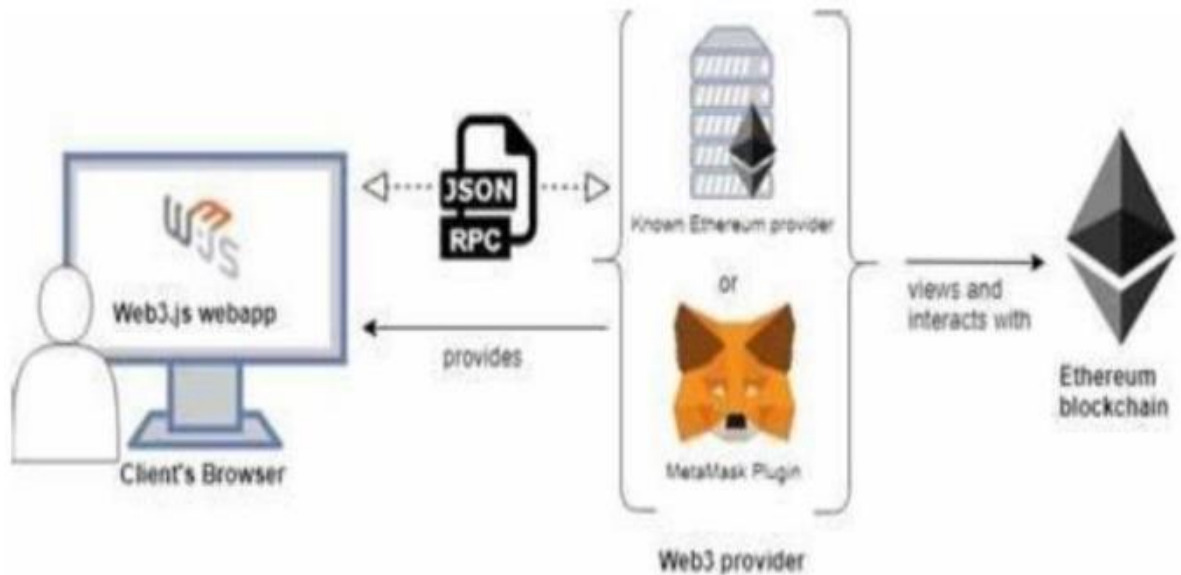 W3JS
Web3.js webapp
Client's Browser
JSON
RPC
provides
Known Ethereum provider
or
MetaMask Plugin
Web3 provider
views and
interacts with
Ethereum
blockchain